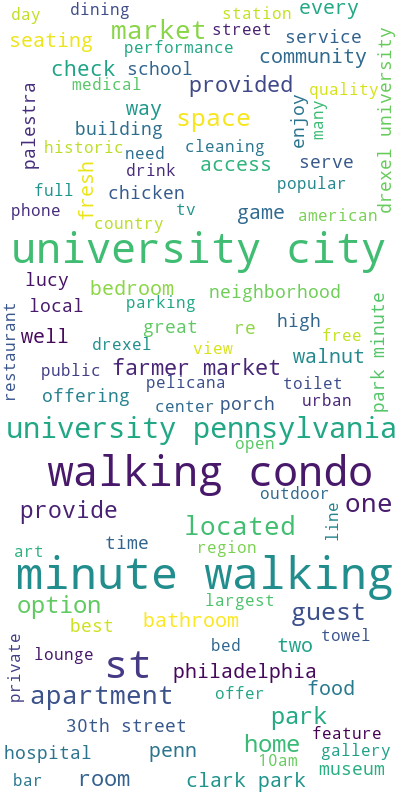 day dining station every
market street
seating performance service
check school community
medical provided quality
palestra way space enjoy many drexel university
building
historic need cleaning
fresh drink access serve
full chicken popular
phone tv game american
country
university city
lucy bedroom neighborhood
restaurant local parking park minute
well great re high free
drexel view walnut
public farmer market
pelicana toilet
offering center porch urban
university pennsylvania
open
walking condo
outdoor
provide one
located line
art time region
minute walking
option largest
best bathroom guest
private lounge bed two towel
st philadelphia
apartment offer food
30th street park
feature
hospital penn home gallery
10am museum
bar room clark park